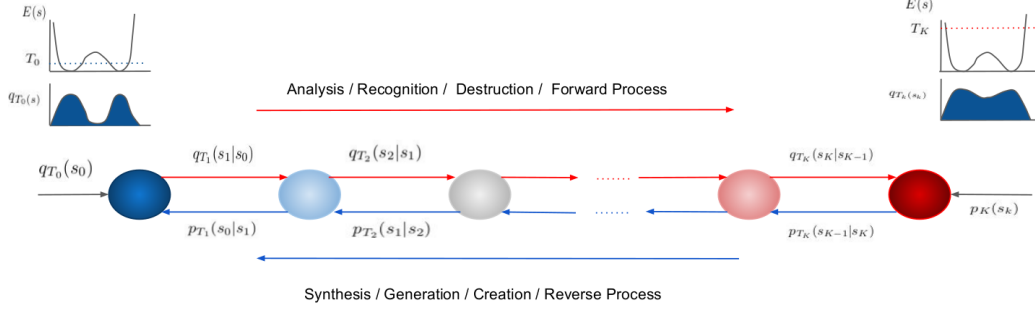 E(s)
T_0
q_{T_0(s)}
E(s)
T_K
q_{T_k(s_k)}
Analysis / Recognition / Destruction / Forward Process
q_{T_0}(s_0)
q_{T_1}(s_1|s_0)
q_{T_2}(s_2|s_1)
.......
q_{T_K}(s_K|s_{K-1})
p_{T_1}(s_0|s_1)
p_{T_2}(s_1|s_2)
.......
p_{T_K}(s_{K-1}|s_K)
p_K(s_k)
Synthesis / Generation / Creation / Reverse Process